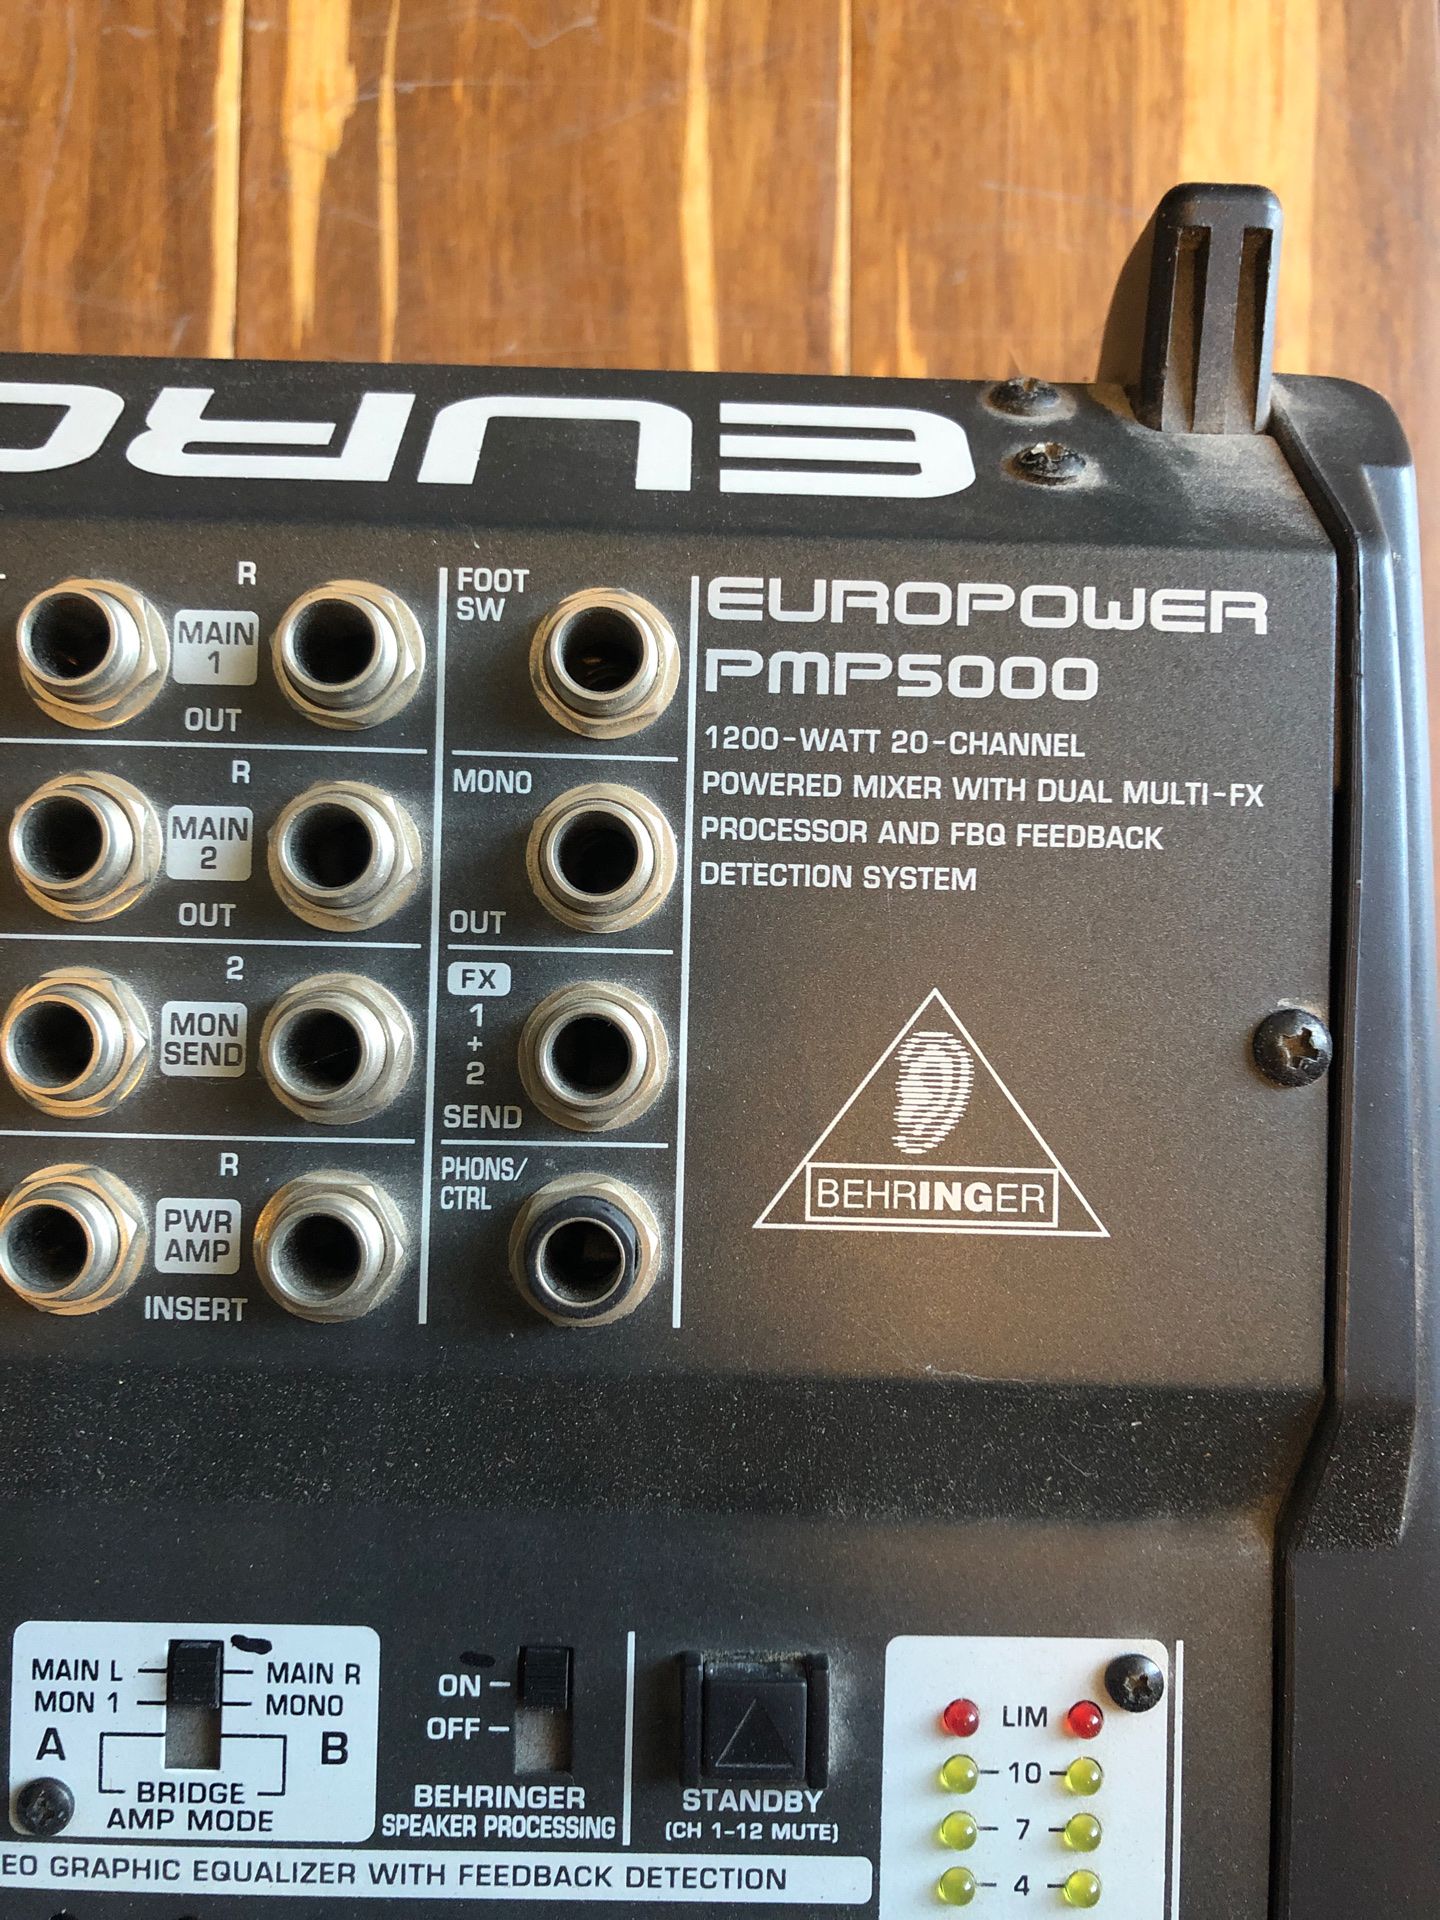 EURO
R
MAIN
1
OUT
R
MAIN
2
OUT
2
MON
SEND
R
PWR
AMP
INSERT
FOOT
SW
MONO
OUT
FX
1
+
2
SEND
PHONS/
CTRL
EUROPOWER
PMP5000
1200-WATT 20-CHANNEL
POWERED MIXER WITH DUAL MULTI-FX
PROCESSOR AND FBQ FEEDBACK
DETECTION SYSTEM
BEHRINGER
MAIN L
MAIN R
MON 1
MONO
A
B
BRIDGE
AMP MODE
ON
OFF
BEHRINGER
SPEAKER PROCESSING
STANDBY
(CH 1-12 MUTE)
LIM
10
7
4
EO GRAPHIC EQUALIZER WITH FEEDBACK DETECTION